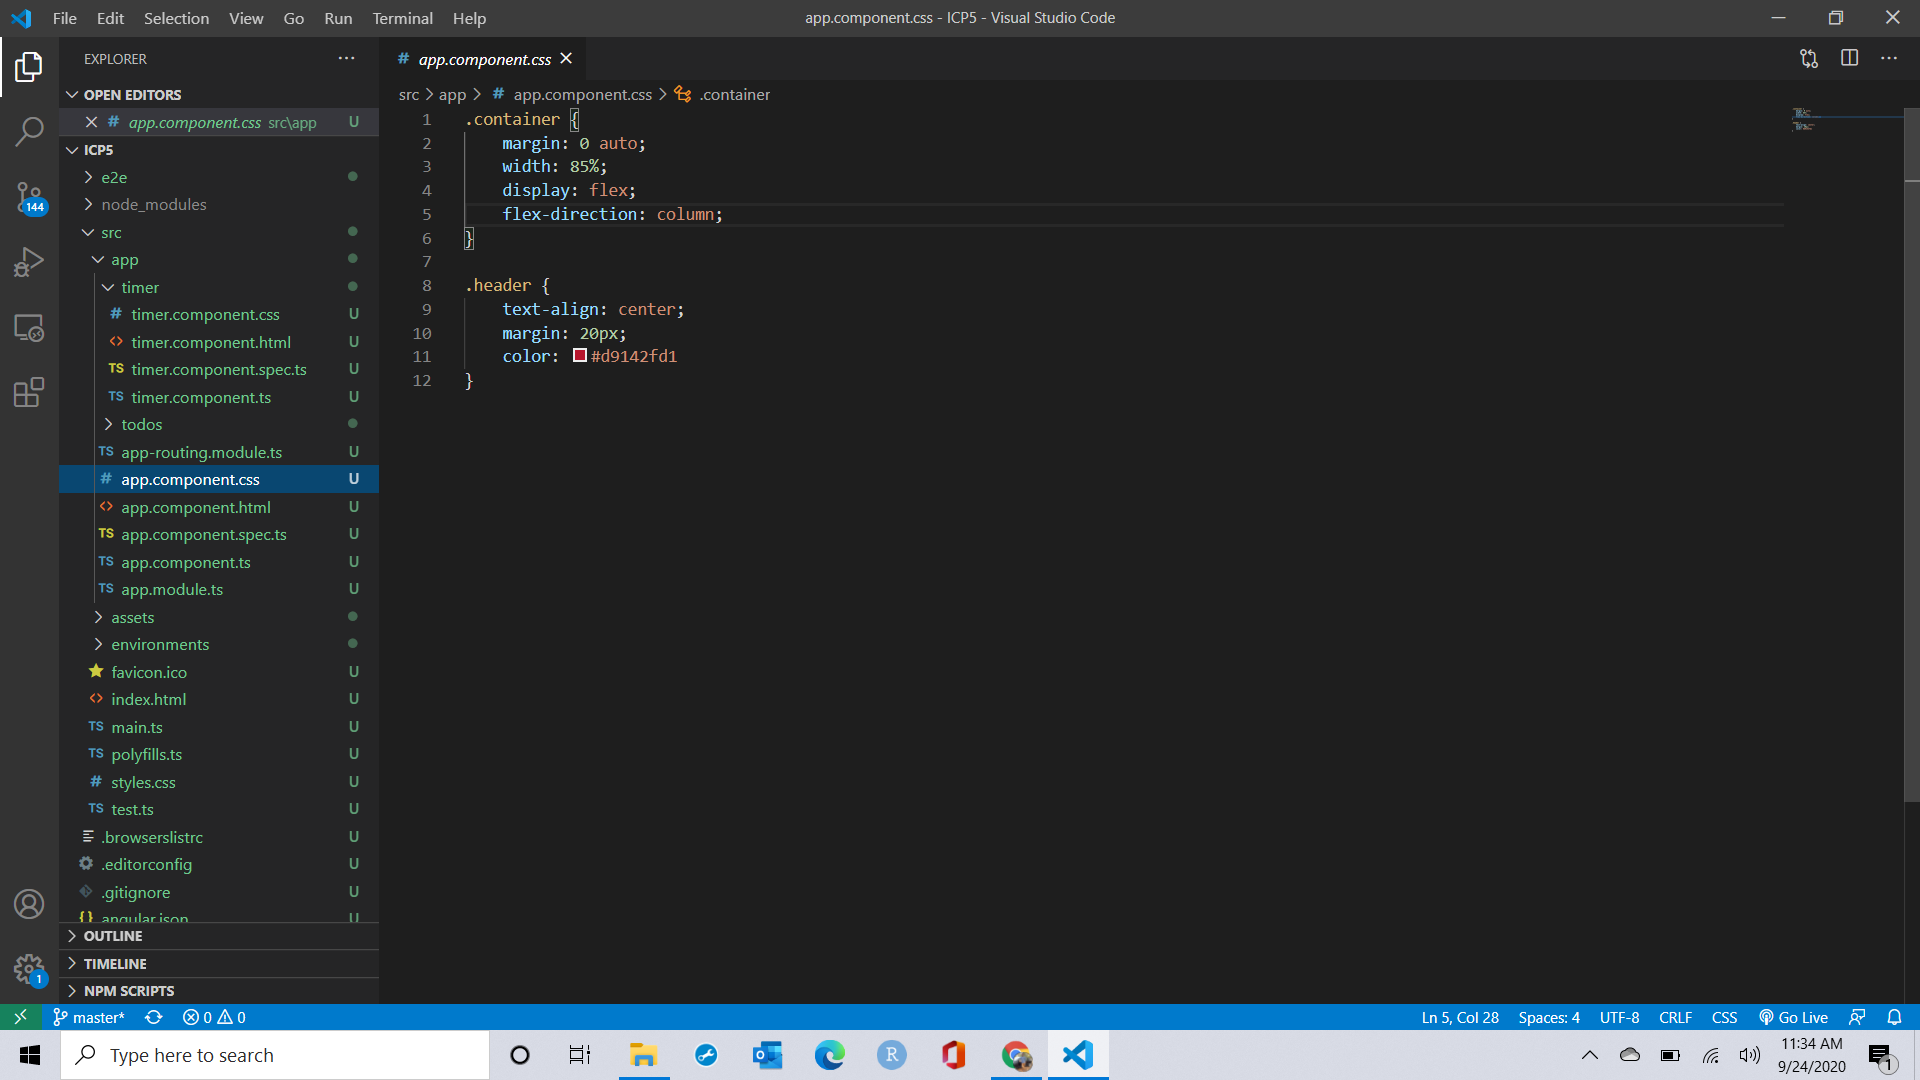 File Edit Selection View Go Run Terminal Help
app.component.css - ICP5 - Visual Studio Code
EXPLORER
OPEN EDITORS
# app.component.css src\app U
ICP5
e2e
node_modules
src
app
timer
# timer.component.css U
<> timer.component.html U
TS timer.component.spec.ts U
TS timer.component.ts U
todos
TS app-routing.module.ts U
# app.component.css U
<> app.component.html U
TS app.component.spec.ts U
TS app.component.ts U
TS app.module.ts U
assets
environments
favicon.ico U
<> index.html U
TS main.ts U
TS polyfills.ts U
# styles.css U
TS test.ts U
.browserslistrc U
.editorconfig U
.gitignore U
{} angular.json U
OUTLINE
TIMELINE
NPM SCRIPTS
144
1
# app.component.css
src > app > # app.component.css > .container
1 .container {
2 margin: 0 auto;
3 width: 85%;
4 display: flex;
5 flex-direction: column;
6 }
7
8 .header {
9 text-align: center;
10 margin: 20px;
11 color: #d9142fd1
12 }
master* 0 0
Ln 5, Col 28 Spaces: 4 UTF-8 CRLF CSS Go Live
Type here to search
R
11:34 AM
9/24/2020
1